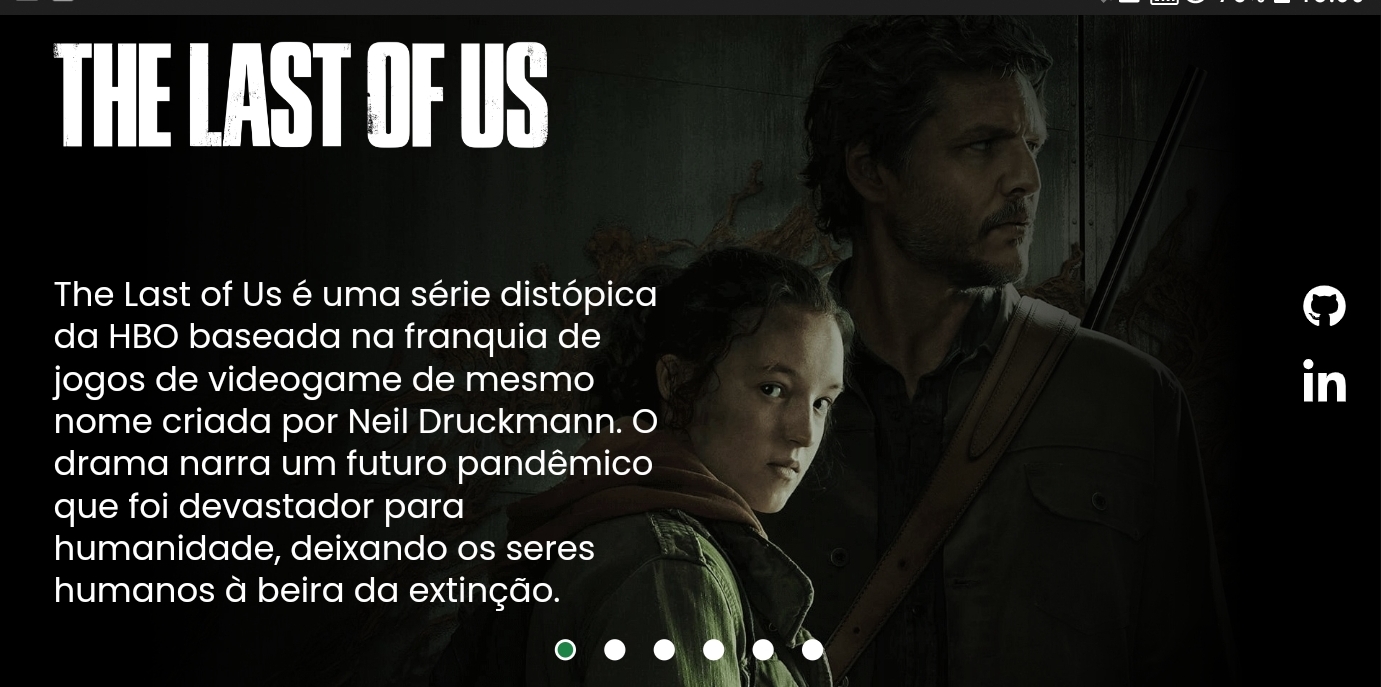 THE LAST OF US
The Last of Us é uma série distópica
da HBO baseada na franquia de
jogos de videogame de mesmo
nome criada por Neil Druckmann. O
drama narra um futuro pandêmico
que foi devastador para
humanidade, deixando os seres
humanos à beira da extinção.
in